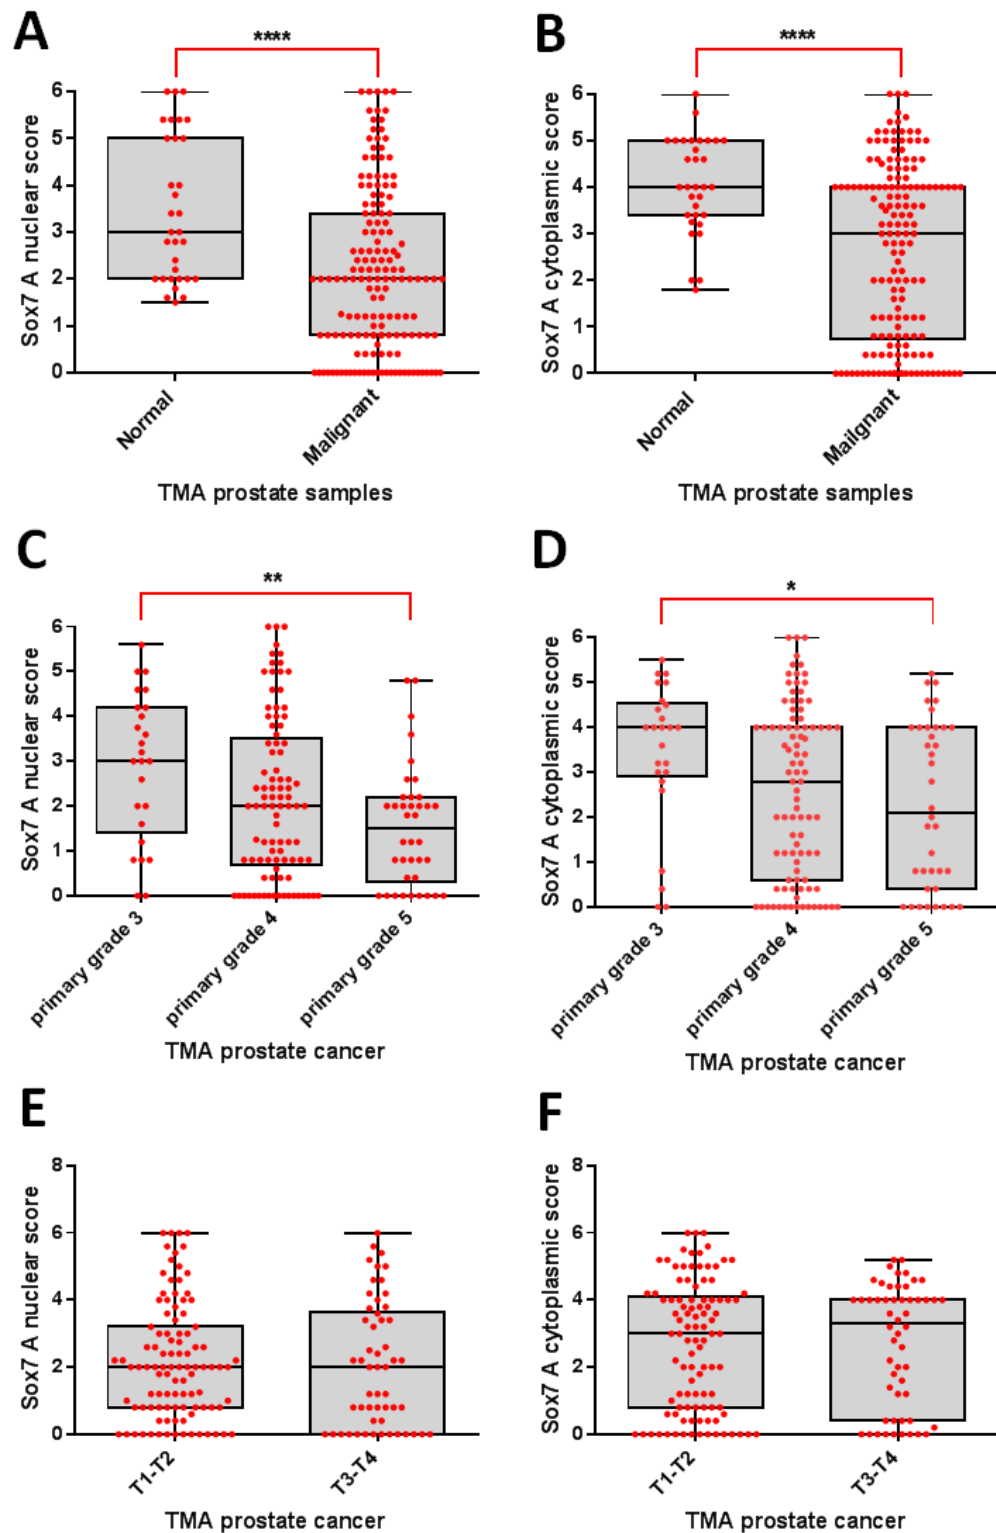 A
****
Sox7 A nuclear score
6
5
4
3
2
1
0
Normal
Malignant
TMA prostate samples
B
****
Sox7 A cytoplasmic score
6
5
4
3
2
1
0
Normal
Mailgnant
TMA prostate samples
C
**
Sox7 A nuclear score
6
4
2
0
primary grade 3
primary grade 4
primary grade 5
TMA prostate cancer
D
*
Sox7 A cytoplasmic score
6
5
4
3
2
1
0
primary grade 3
primary grade 4
primary grade 5
TMA prostate cancer
E
Sox7 A nuclear score
8
6
4
2
0
T1-T2
T3-T4
TMA prostate cancer
F
Sox7 A cytoplasmic score
8
6
4
2
0
T1-T2
T3-T4
TMA prostate cancer